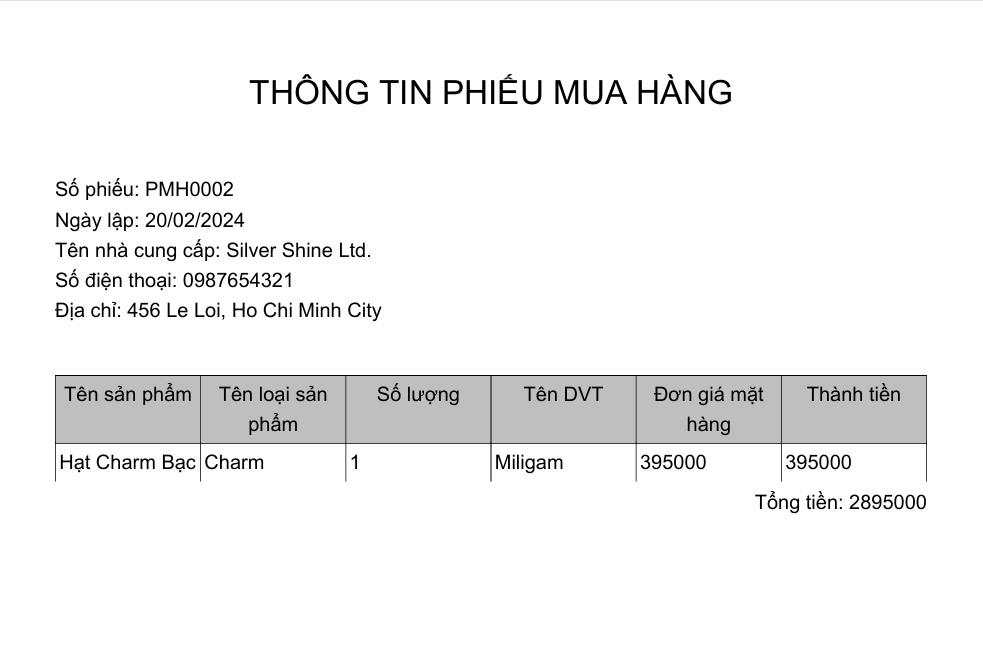 THÔNG TIN PHIẾU MUA HÀNG
Số phiếu: PMH0002
Ngày lập: 20/02/2024
Tên nhà cung cấp: Silver Shine Ltd.
Số điện thoại: 0987654321
Địa chỉ: 456 Le Loi, Ho Chi Minh City
Tên sản phẩm Tên loại sản phẩm Số lượng Tên DVT Đơn giá mặt hàng Thành tiền
Hạt Charm Bạc Charm 1 Miligam 395000 395000
Tổng tiền: 2895000